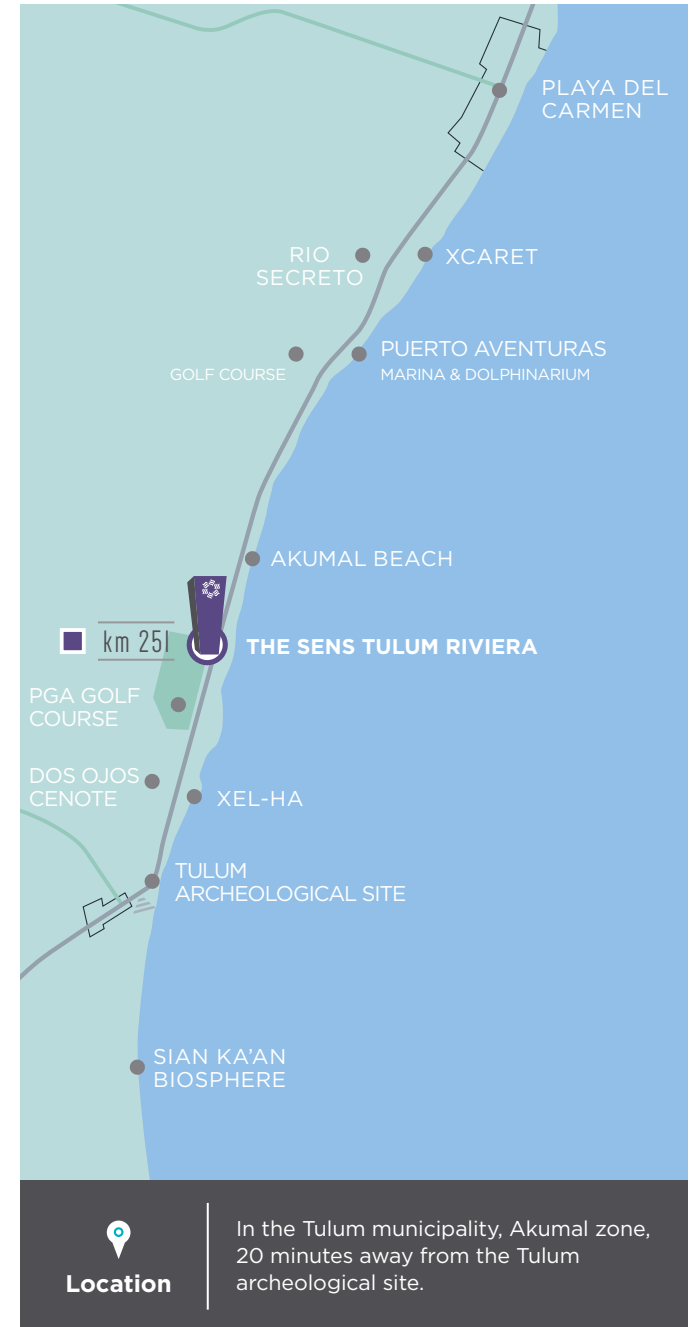 PLAYA DEL
CARMEN
RIO
SECRETO
XCARET
PUERTO AVENTURAS
MARINA & DOLPHINARIUM
GOLF COURSE
AKUMAL BEACH
km 251
THE SENS TULUM RIVIERA
PGA GOLF
COURSE
DOS OJOS
CENOTE
XEL-HA
TULUM
ARCHEOLOGICAL SITE
SIAN KA'AN
BIOSPHERE
Location
In the Tulum municipality, Akumal zone,
20 minutes away from the Tulum
archeological site.